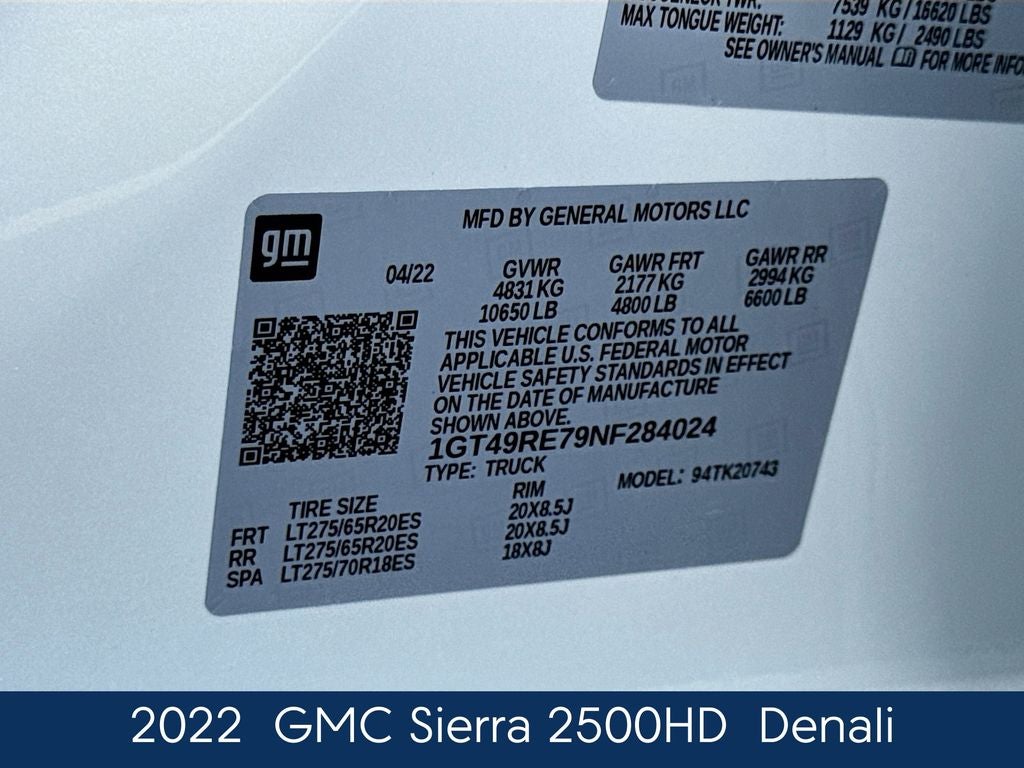 7539 KG/16620 LBS
MAX TONGUE WEIGHT: 1129 KG/ 2490 LBS
SEE OWNER'S MANUAL FOR MORE INFO
MFD BY GENERAL MOTORS LLC
gm
04/22
GVWR GAWR FRT GAWR RR
4831 KG 2177 KG 2994 KG
10650 LB 4800 LB 6600 LB
THIS VEHICLE CONFORMS TO ALL
APPLICABLE U.S. FEDERAL MOTOR
VEHICLE SAFETY STANDARDS IN EFFECT
ON THE DATE OF MANUFACTURE
SHOWN ABOVE.
1GT49RE79NF284024
TYPE: TRUCK MODEL: 94TK20743
TIRE SIZE RIM
FRT LT275/65R20ES 20X8.5J
RR LT275/65R20ES 20X8.5J
SPA LT275/70R18ES 18X8J
2022 GMC Sierra 2500HD Denali